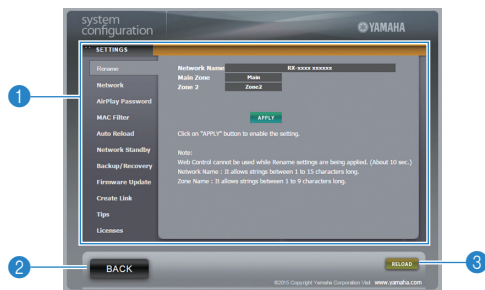 system
configuration
YAMAHA
SETTINGS
Rename
Network
AirPlay Password
MAC Filter
Auto Reload
Network Standby
Backup/Recovery
Firmware Update
Create Link
Tips
Licenses
Network Name RX-xxxx xxxxxx
Main Zone Main
Zone 2 Zone2
APPLY
Click on "APPLY" button to enable the setting.
Note:
Web Control cannot be used while Rename settings are being applied. (About 10 sec.)
Network Name : It allows strings between 1 to 15 characters long.
Zone Name : It allows strings between 1 to 9 characters long.
1
2
BACK
RELOAD
3
©2015 Copyright Yamaha Corporation Visit www.yamaha.com